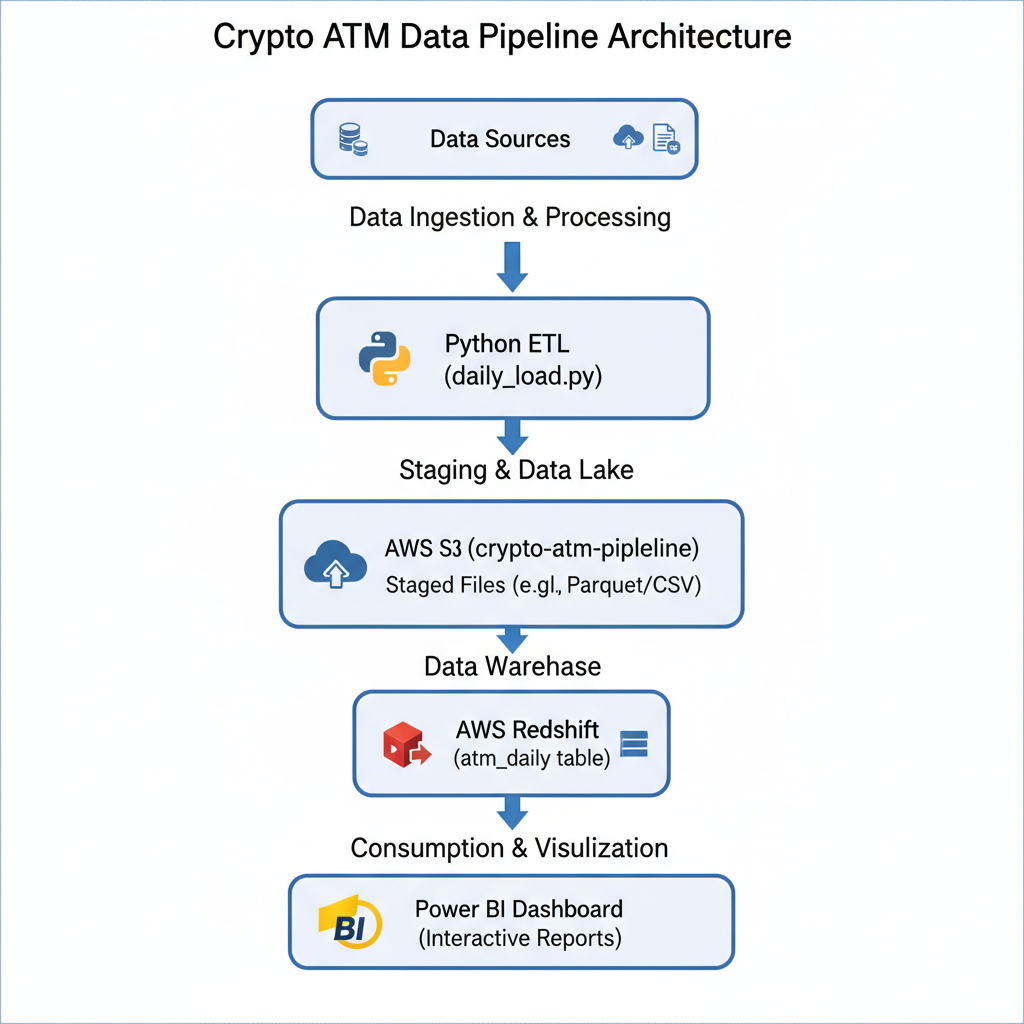 Crypto ATM Data Pipeline Architecture
Data Sources
Data Ingestion & Processing
Python ETL
(daily_load.py)
Staging & Data Lake
AWS S3 (crypto-atm-pipleline)
Staged Files (e.gl., Parquet/CSV)
Data Warehase
AWS Redshift
(atm_daily table)
Consumption & Visulization
BI
Power BI Dashboard
(Interactive Reports)